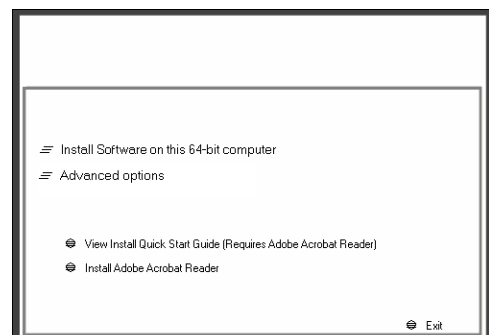 Install Software on this 64-bit computer
Advanced options
View Install Quick Start Guide (Requires Adobe Acrobat Reader)
Install Adobe Acrobat Reader
Exit